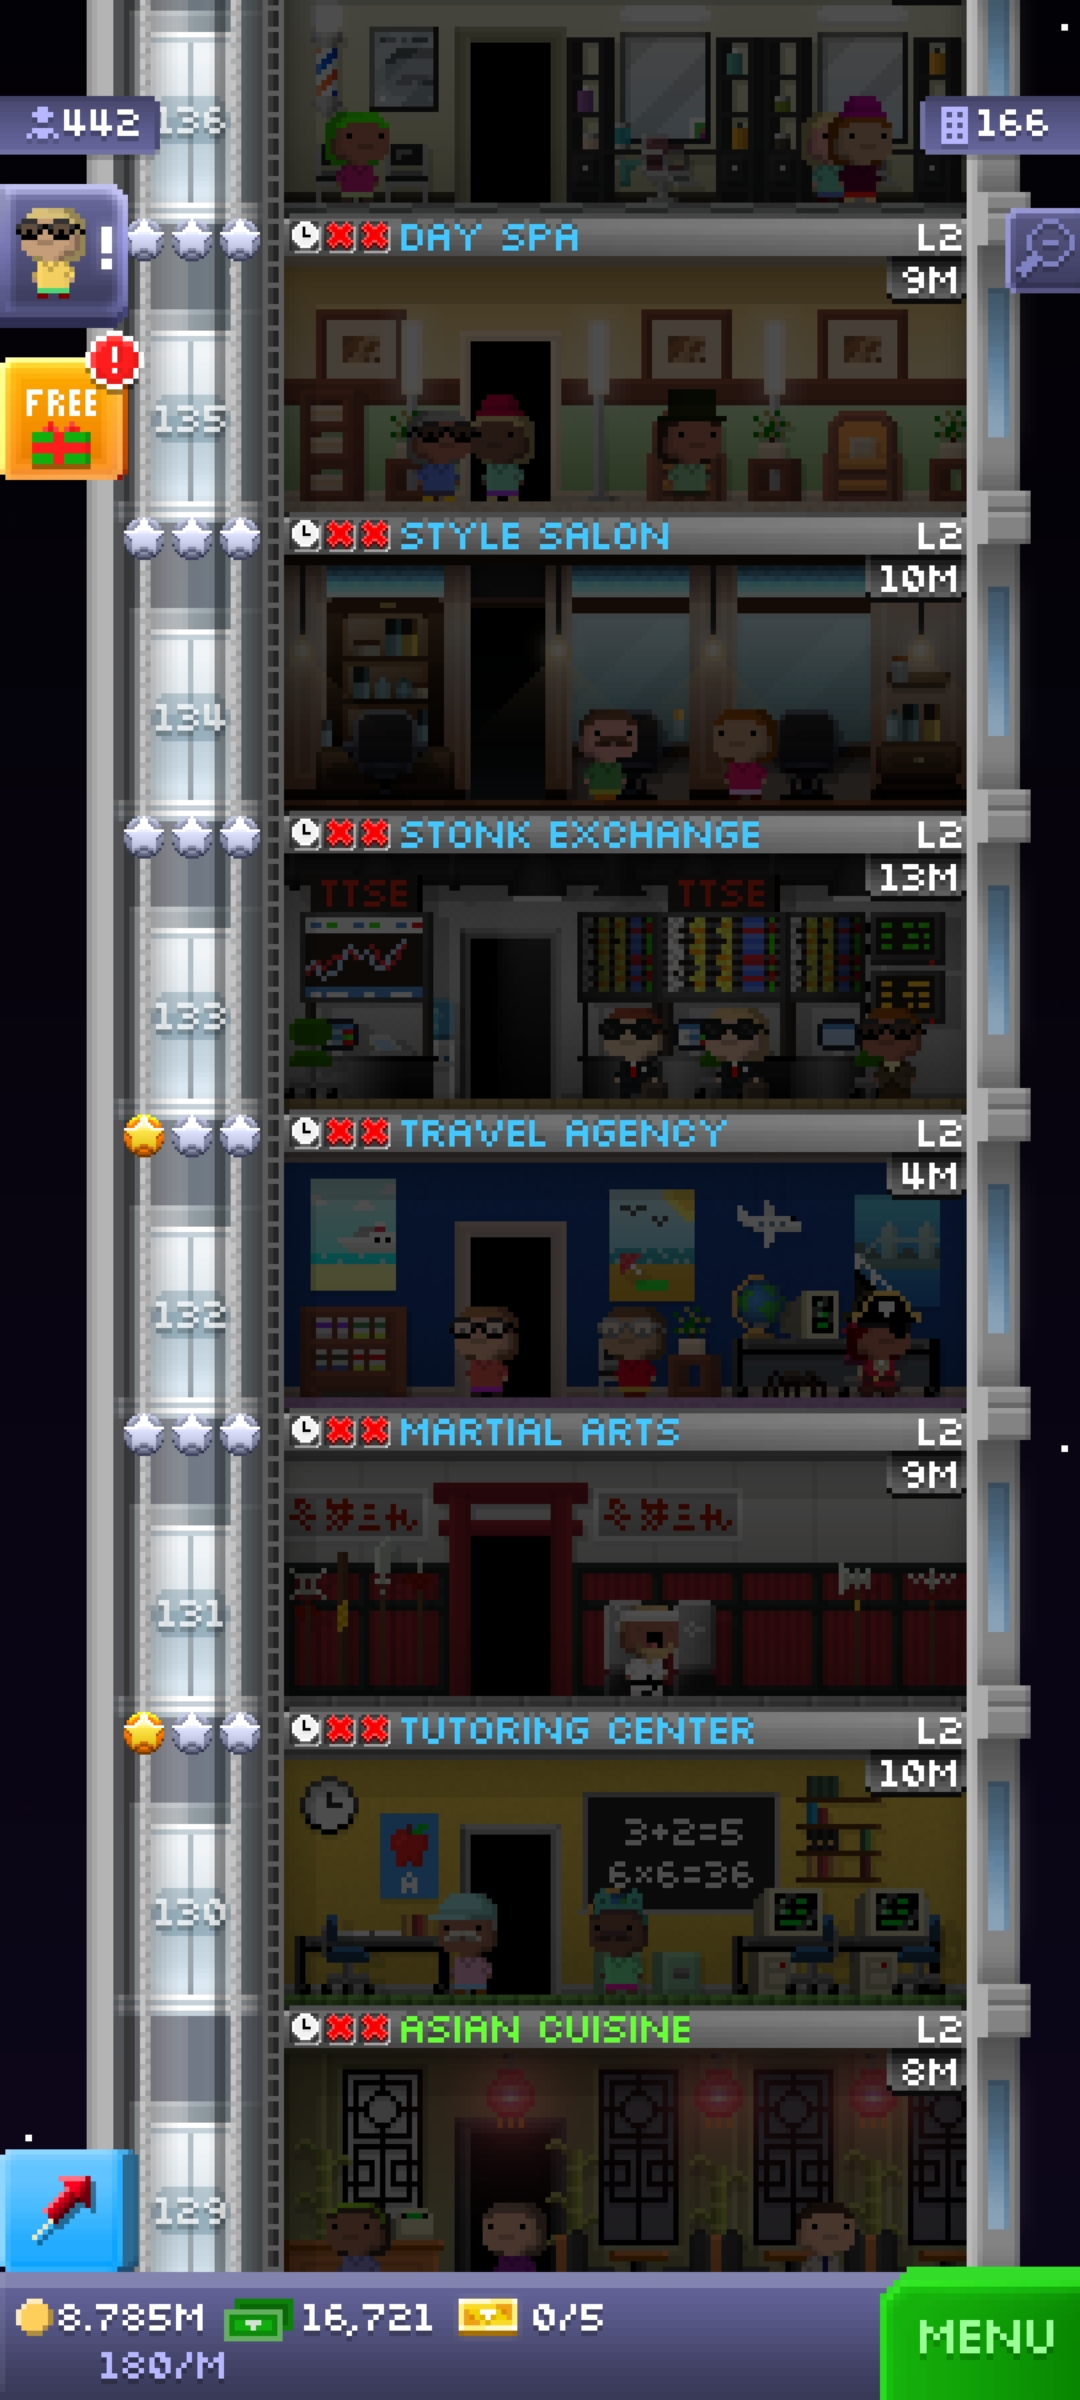 442
136
166
DAY SPA
L2
9M
!
FREE
!
135
STYLE SALON
L2
10M
134
STONK EXCHANGE
L2
13M
TTSE
TTSE
133
TRAVEL AGENCY
L2
4M
132
MARTIAL ARTS
L2
9M
131
TUTORING CENTER
L2
10M
3+2=5
6×6=36
A
130
ASIAN CUISINE
L2
8M
129
8.785M
16,721
0/5
180/M
MENU